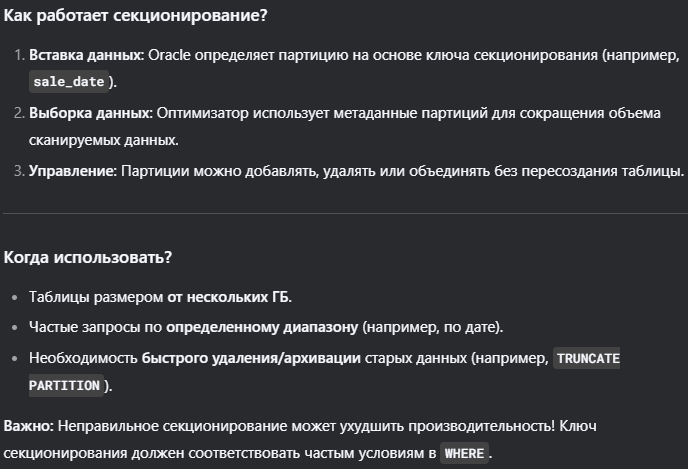 Как работает секционирование?
1. Вставка данных: Oracle определяет партицию на основе ключа секционирования (например,
sale_date).
2. Выборка данных: Оптимизатор использует метаданные партиций для сокращения объема
сканируемых данных.
3. Управление: Партиции можно добавлять, удалять или объединять без пересоздания таблицы.
Когда использовать?
• Таблицы размером от нескольких ГБ.
• Частые запросы по определенному диапазону (например, по дате).
• Необходимость быстрого удаления/архивации старых данных (например, TRUNCATE
PARTITION).
Важно: Неправильное секционирование может ухудшить производительность! Ключ
секционирования должен соответствовать частым условиям в WHERE.